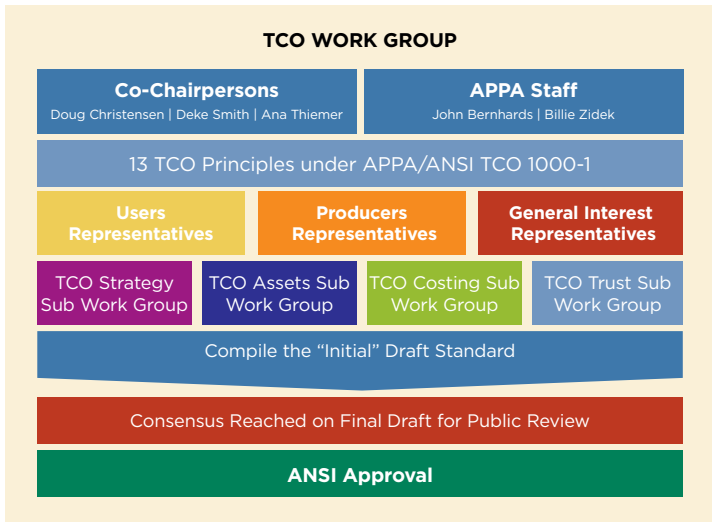 TCO WORK GROUP
Co-Chairpersons
Doug Christensen | Deke Smith | Ana Thiemer
APPA Staff
John Bernhards | Billie Zidek
13 TCO Principles under APPA/ANSI TCO 1000-1
Users
Representatives
Producers
Representatives
General Interest
Representatives
TCO Strategy
Sub Work Group
TCO Assets Sub
Work Group
TCO Costing Sub
Work Group
TCO Trust Sub
Work Group
Compile the “Initial” Draft Standard
Consensus Reached on Final Draft for Public Review
ANSI Approval